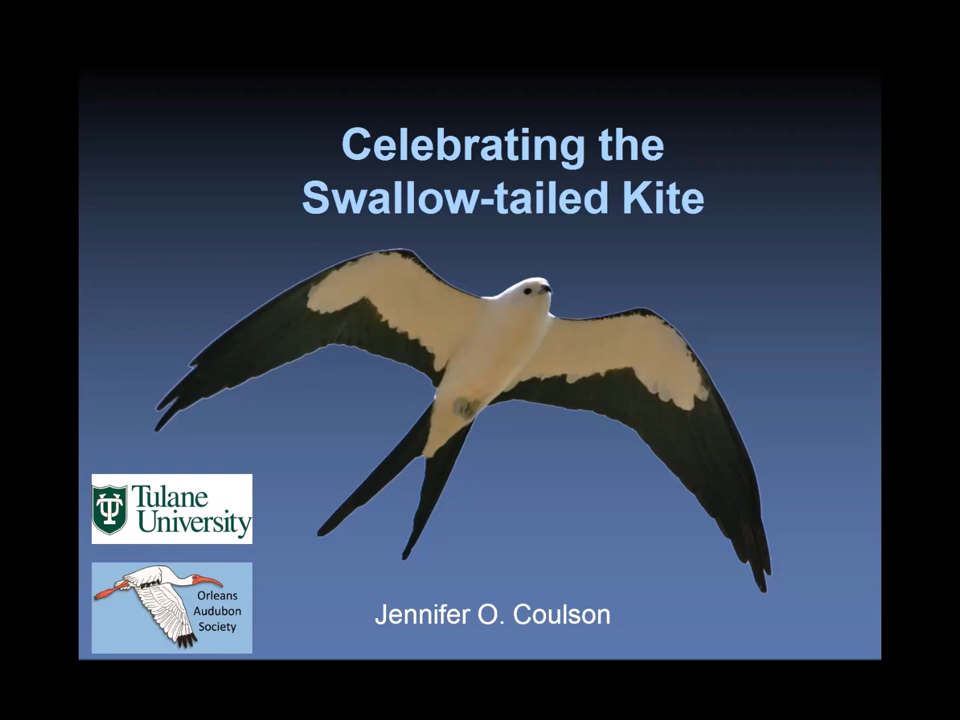 Celebrating the
Swallow-tailed Kite
Tulane
University
Orleans
Audubon
Society
Jennifer O. Coulson